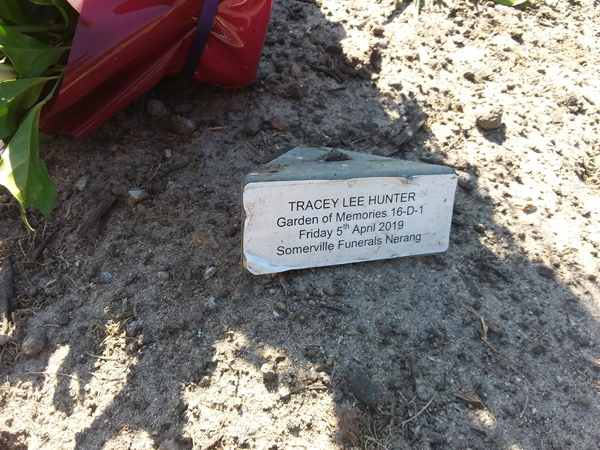 TRACEY LEE HUNTER
Garden of Memories 16-D-1
Friday 5th April 2019
Somerville Funerals Nerang